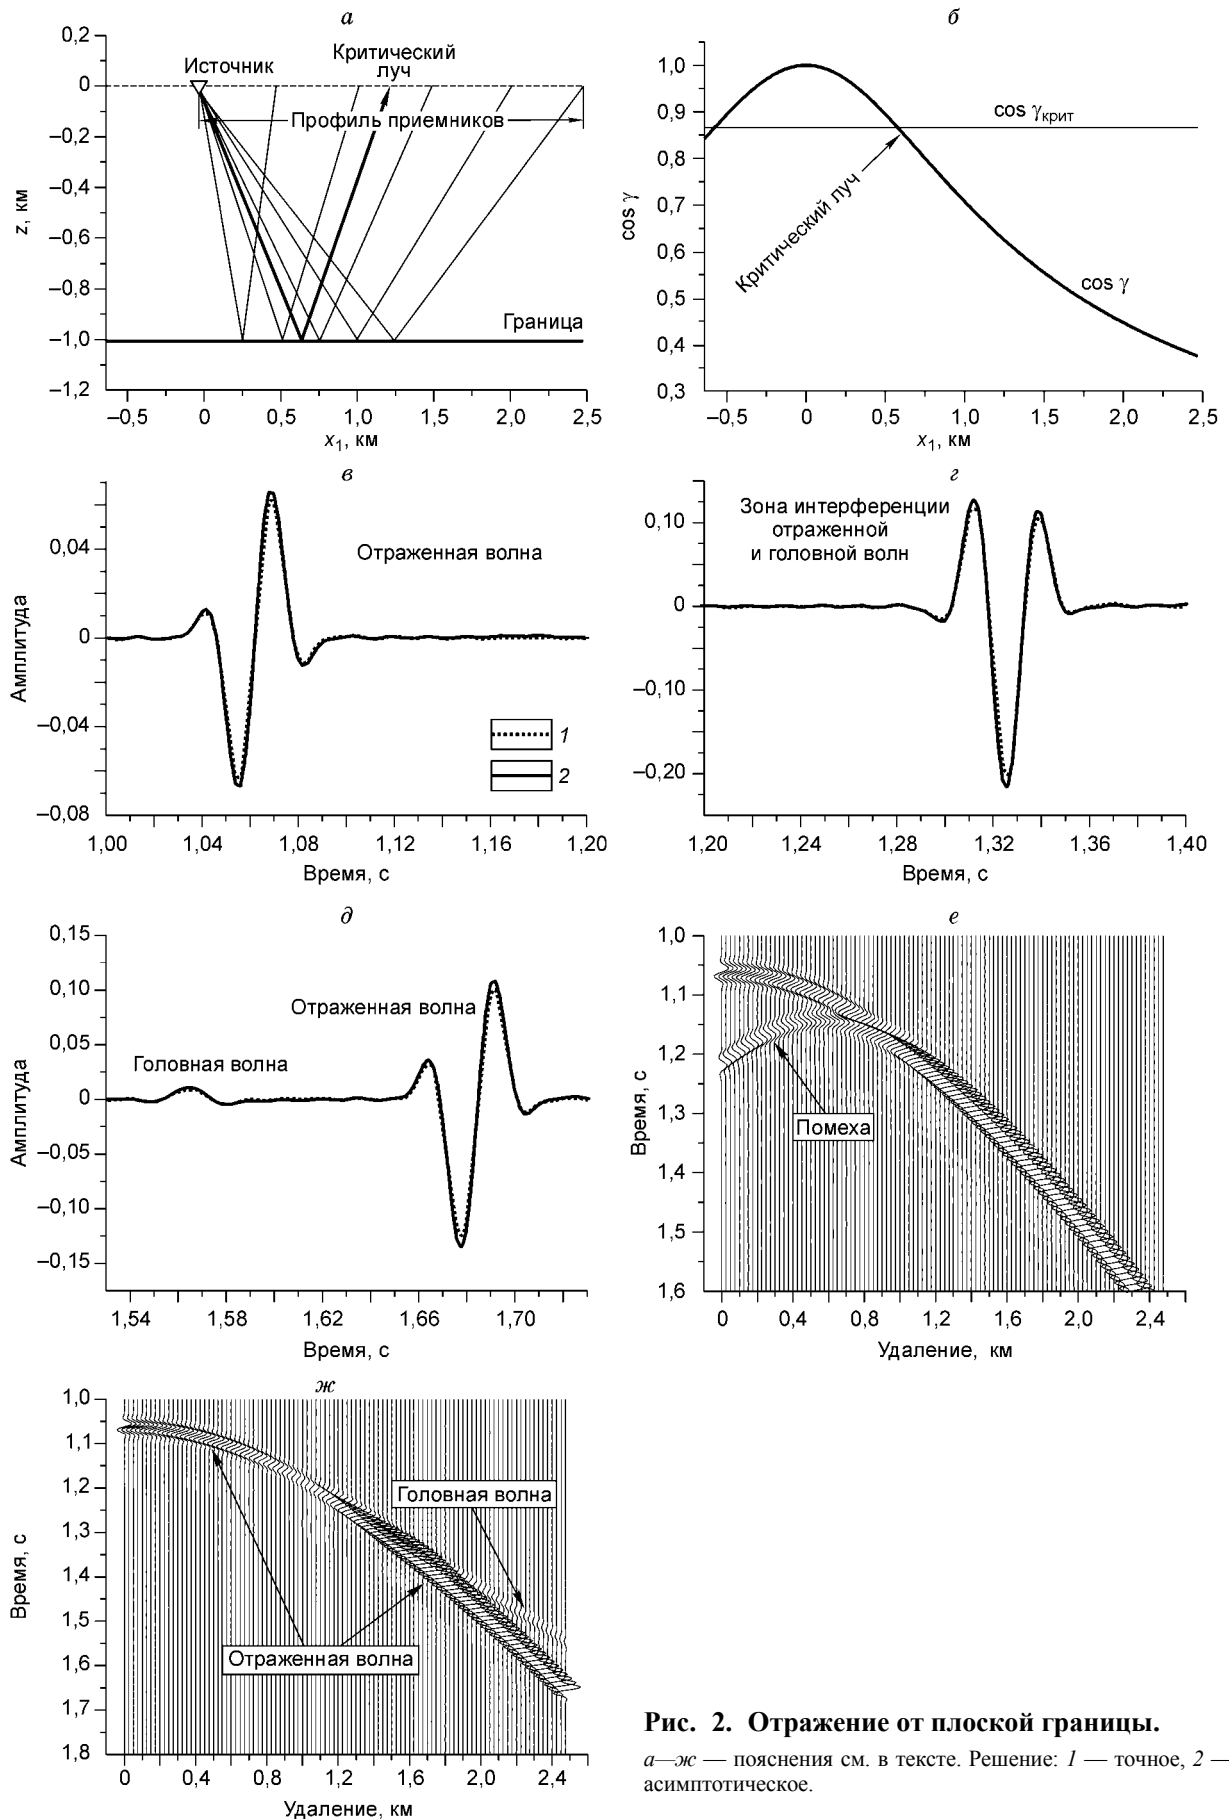 а
0,2
0
–0,2
–0,4
–0,6
–0,8
–1,0
–1,2
z, км
Источник
Критический
луч
Профиль приемников
Граница
–0,5
0
0,5
1,0
1,5
2,0
2,5
x₁, км
б
1,0
0,9
0,8
0,7
0,6
0,5
0,4
0,3
cos γ
cos γкрит
Критический луч
cos γ
–0,5
0
0,5
1,0
1,5
2,0
2,5
x₁, км
в
0,04
0
–0,04
–0,08
Амплитуда
Отраженная волна
1
2
1,00
1,04
1,08
1,12
1,16
1,20
Время, с
г
0,10
0
–0,10
–0,20
Зона интерференции
отраженной
и головной волн
1,20
1,24
1,28
1,32
1,36
1,40
Время, с
д
0,15
0,10
0,05
0
–0,05
–0,10
–0,15
Амплитуда
Отраженная волна
Головная волна
1,54
1,58
1,62
1,66
1,70
Время, с
е
1,0
1,1
1,2
1,3
1,4
1,5
1,6
Время, с
Помеха
0
0,4
0,8
1,2
1,6
2,0
2,4
Удаление, км
ж
1,0
1,1
1,2
1,3
1,4
1,5
1,6
1,7
1,8
Время, с
Головная волна
Отраженная волна
0
0,4
0,8
1,2
1,6
2,0
2,4
Удаление, км
Рис. 2. Отражение от плоской границы.
а—ж — пояснения см. в тексте. Решение: 1 — точное, 2 —
асимптотическое.